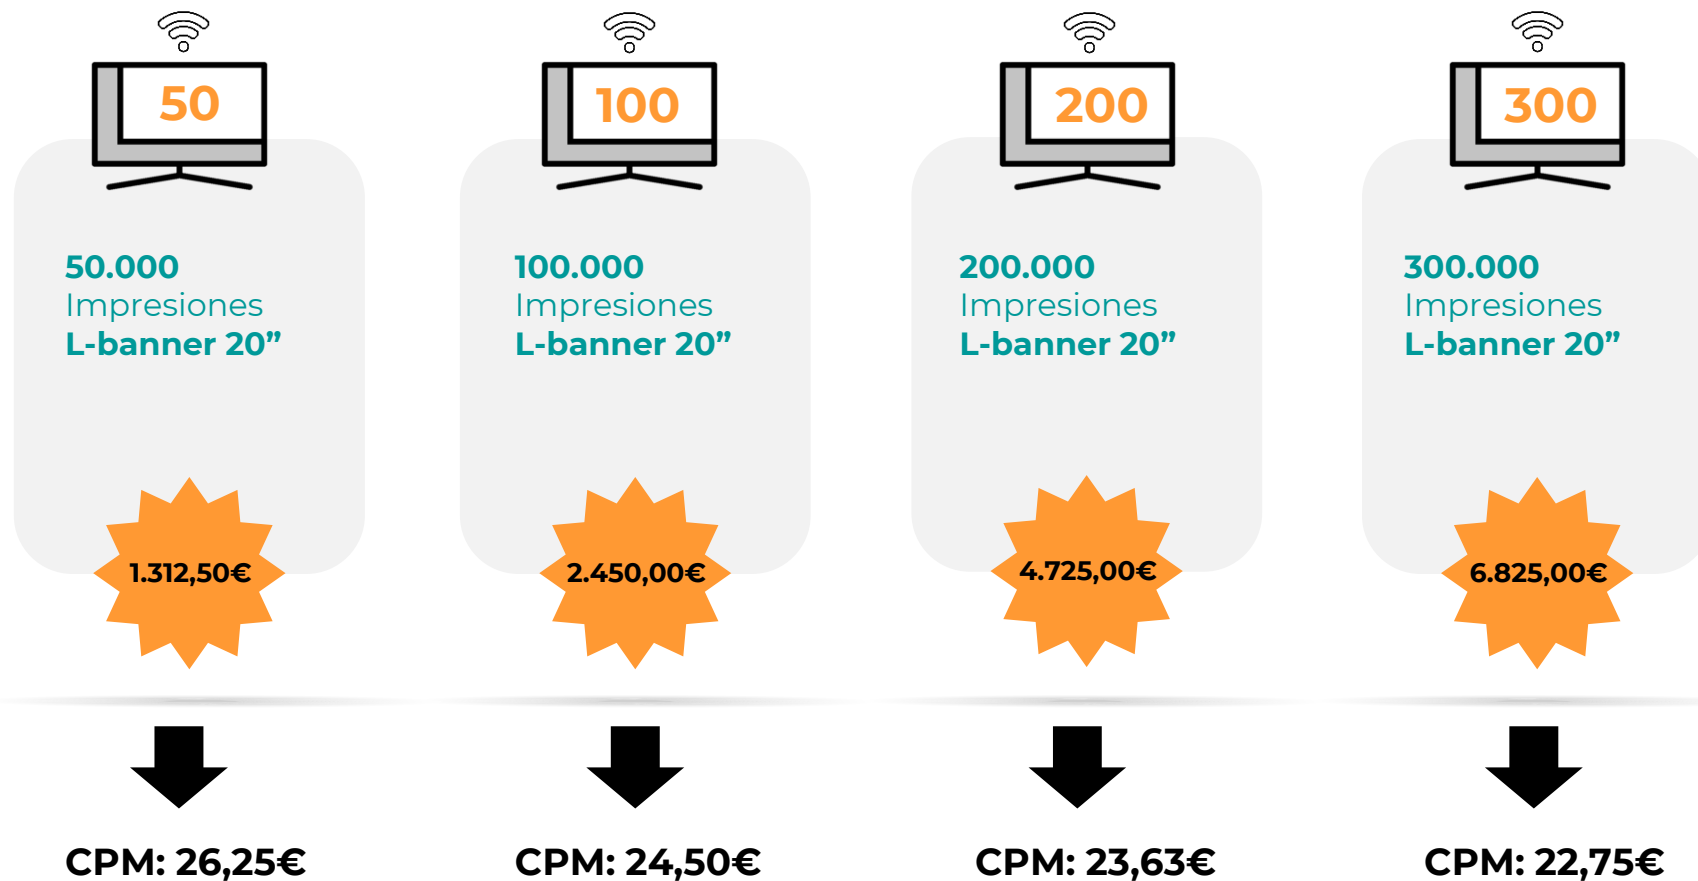 50
50.000
Impresiones
L-banner 20”
1.312,50€
CPM: 26,25€
100
100.000
Impresiones
L-banner 20”
2.450,00€
CPM: 24,50€
200
200.000
Impresiones
L-banner 20”
4.725,00€
CPM: 23,63€
300
300.000
Impresiones
L-banner 20”
6.825,00€
CPM: 22,75€